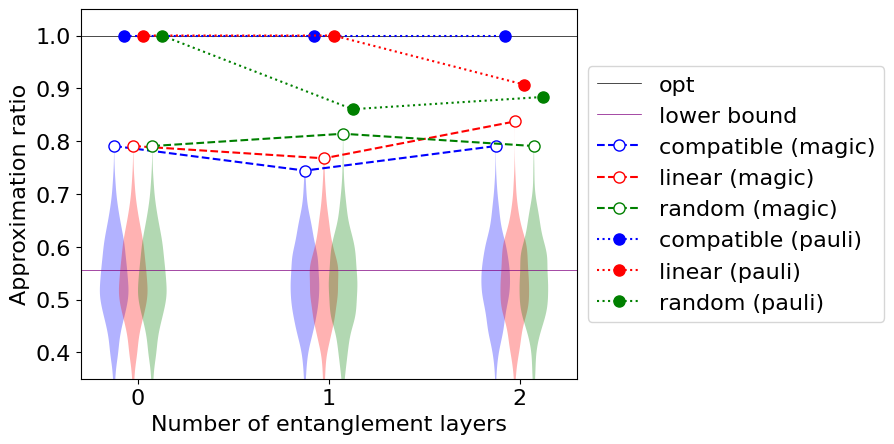 Approximation ratio
1.0
0.9
0.8
0.7
0.6
0.5
0.4
0
1
2
Number of entanglement layers
opt
lower bound
compatible (magic)
linear (magic)
random (magic)
compatible (pauli)
linear (pauli)
random (pauli)